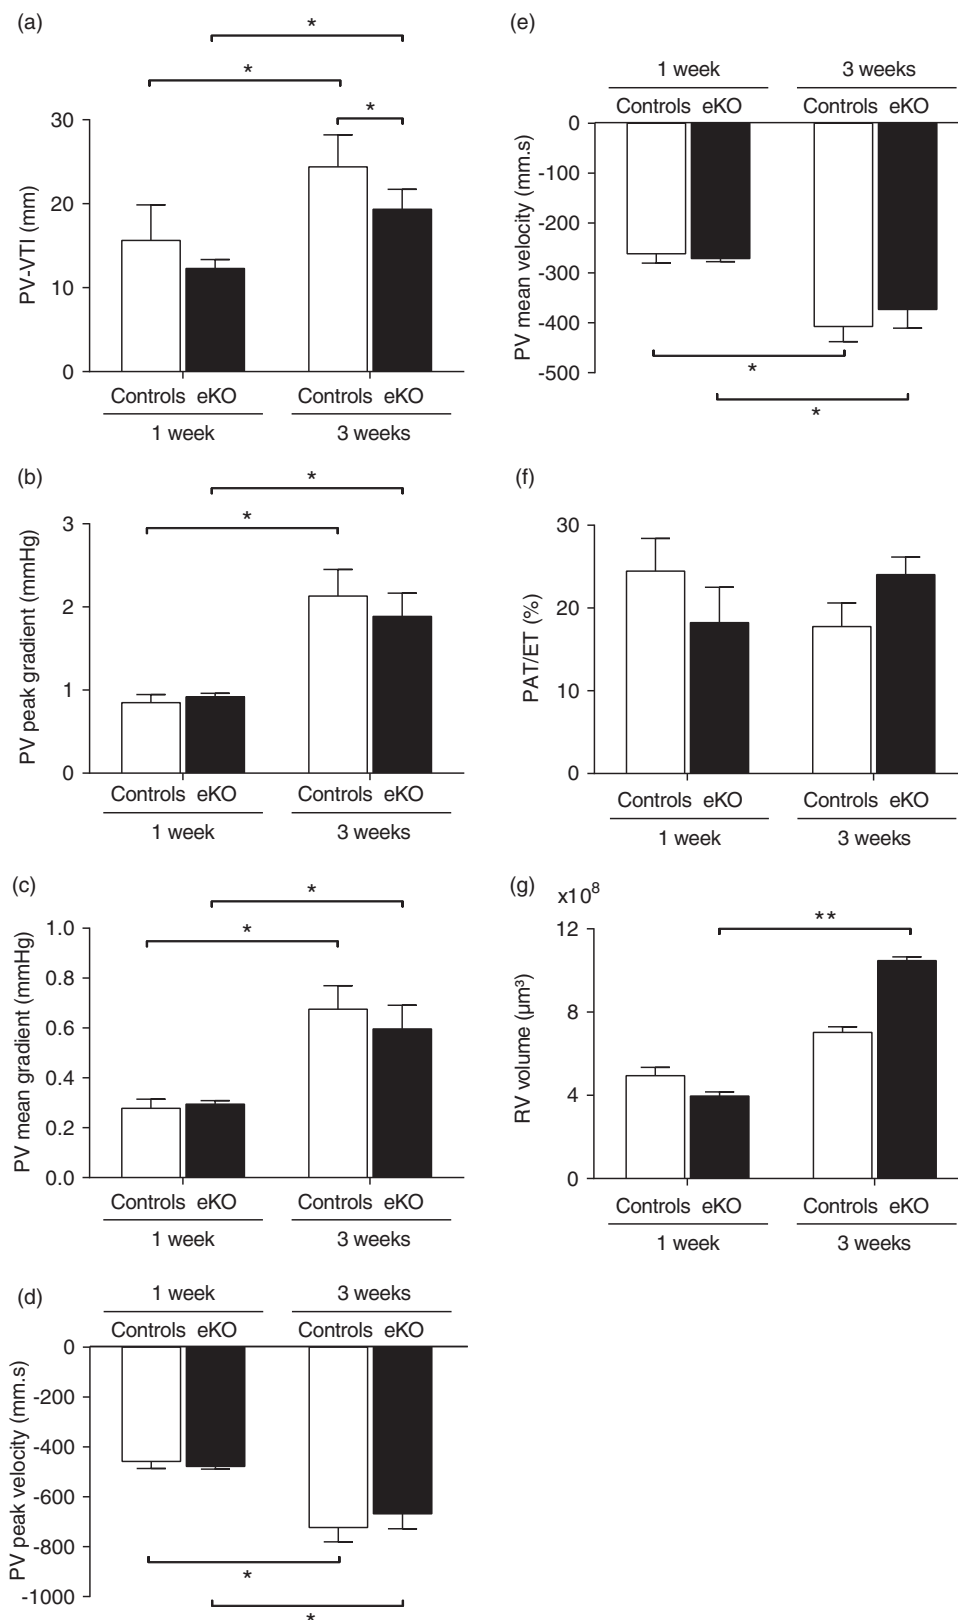 (a)
*
*
*
30
20
10
0
PV-VTI (mm)
Controls eKO
Controls eKO
1 week
3 weeks
(b)
*
*
3
2
1
0
PV peak gradient (mmHg)
Controls eKO
Controls eKO
1 week
3 weeks
(c)
*
*
1.0
0.8
0.6
0.4
0.2
0.0
PV mean gradient (mmHg)
Controls eKO
Controls eKO
1 week
3 weeks
(d)
1 week
3 weeks
Controls eKO
Controls eKO
0
-200
-400
-600
-800
-1000
PV peak velocity (mm.s)
*
*
(e)
1 week
3 weeks
Controls eKO
Controls eKO
0
-100
-200
-300
-400
-500
PV mean velocity (mm.s)
*
*
(f)
30
20
10
0
PAT/ET (%)
Controls eKO
Controls eKO
1 week
3 weeks
(g)
x10⁸
**
12
8
4
0
RV volume (µm³)
Controls eKO
Controls eKO
1 week
3 weeks